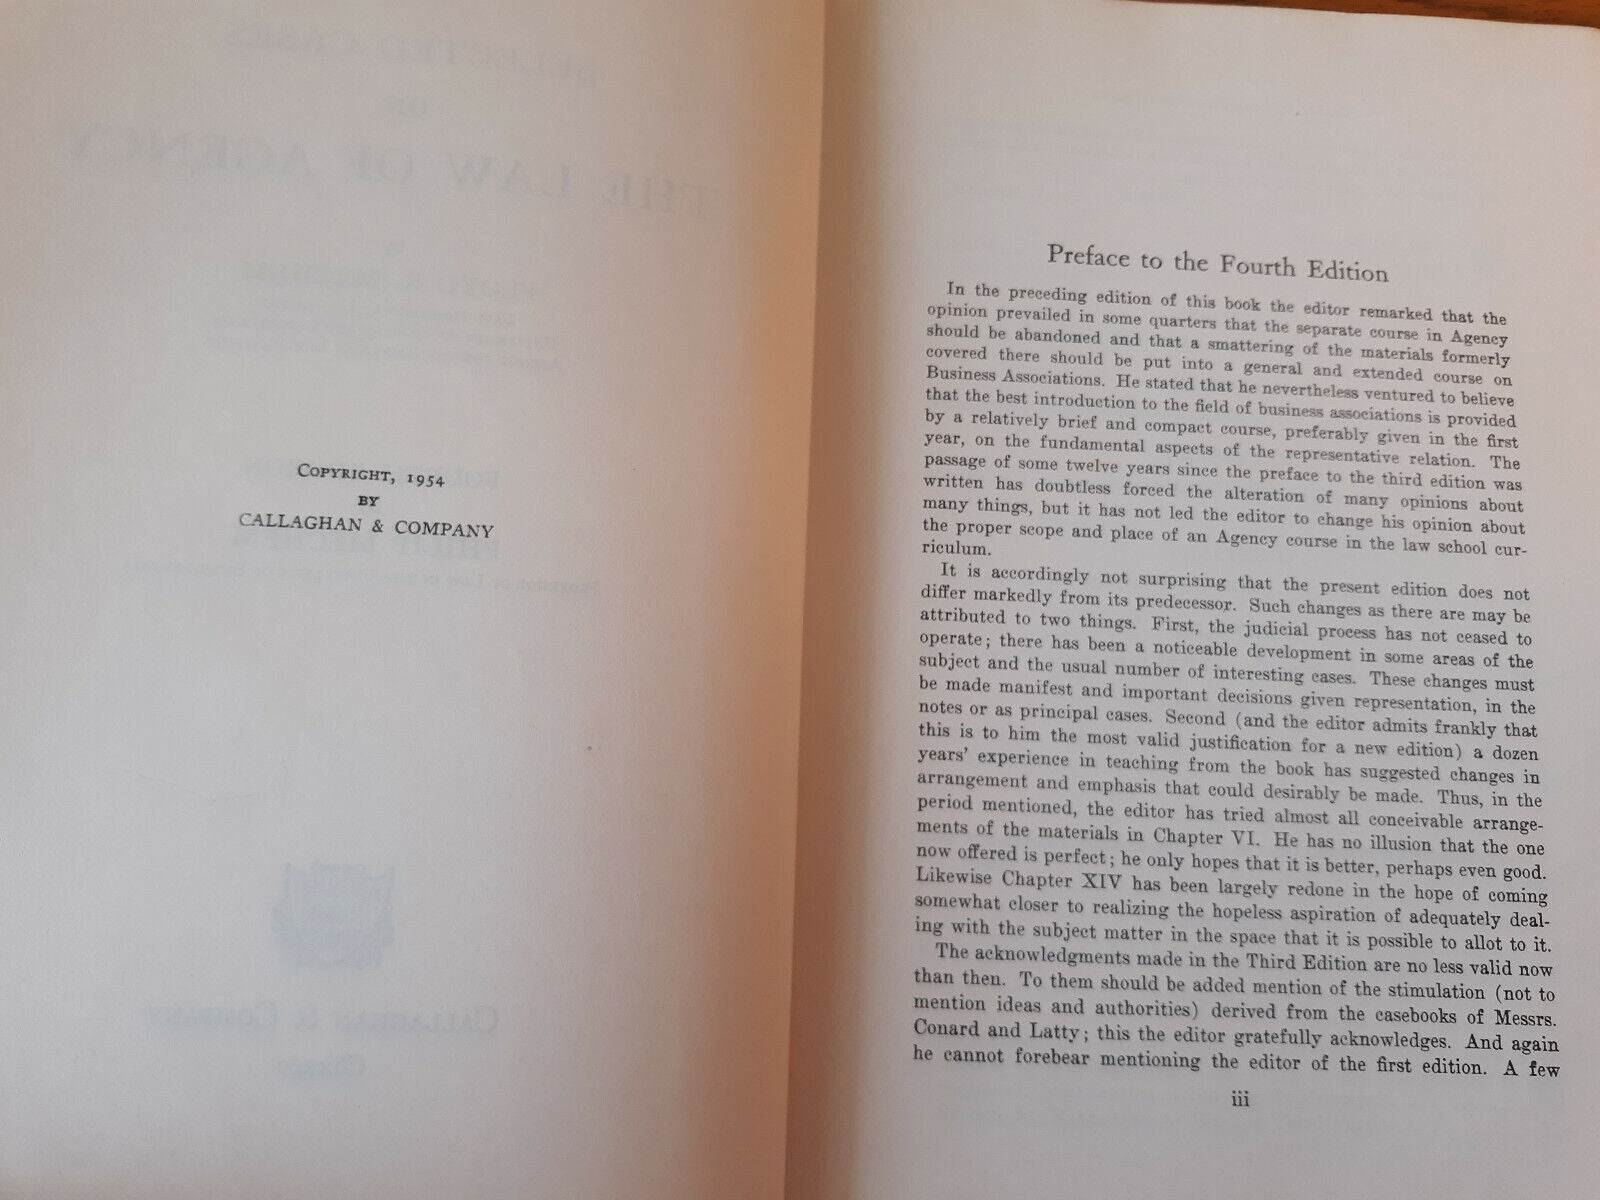 COPYRIGHT, 1954
BY
CALLAGHAN & COMPANY
SELECTED CASES
ON
THE LAW OF AGENCY
FLOYD R.
CALLAGHAN & COMPANY
Chicago
Preface to the Fourth Edition
In the preceding edition of this book the editor remarked that the
opinion prevailed in some quarters that the separate course in Agency
should be abandoned and that a smattering of the materials formerly
covered there should be put into a general and extended course on
Business Associations. He stated that he nevertheless ventured to believe
that the best introduction to the field of business associations is provided
by a relatively brief and compact course, preferably given in the first
year, on the fundamental aspects of the representative relation. The
passage of some twelve years since the preface to the third edition was
written has doubtless forced the alteration of many opinions about
many things, but it has not led the editor to change his opinion about
the proper scope and place of an Agency course in the law school cur-
riculum.
It is accordingly not surprising that the present edition does not
differ markedly from its predecessor. Such changes as there are may be
attributed to two things. First, the judicial process has not ceased to
operate; there has been a noticeable development in some areas of the
subject and the usual number of interesting cases. These changes must
be made manifest and important decisions given representation, in the
notes or as principal cases. Second (and the editor admits frankly that
this is to him the most valid justification for a new edition) a dozen
years' experience in teaching from the book has suggested changes in
arrangement and emphasis that could desirably be made. Thus, in the
period mentioned, the editor has tried almost all conceivable arrange-
ments of the materials in Chapter VI. He has no illusion that the one
now offered is perfect; he only hopes that it is better, perhaps even good.
Likewise Chapter XIV has been largely redone in the hope of coming
somewhat closer to realizing the hopeless aspiration of adequately deal-
ing with the subject matter in the space that it is possible to allot to it.
The acknowledgments made in the Third Edition are no less valid now
than then. To them should be added mention of the stimulation (not to
mention ideas and authorities) derived from the casebooks of Messrs.
Conard and Latty; this the editor gratefully acknowledges. And again
he cannot forebear mentioning the editor of the first edition. A few
iii